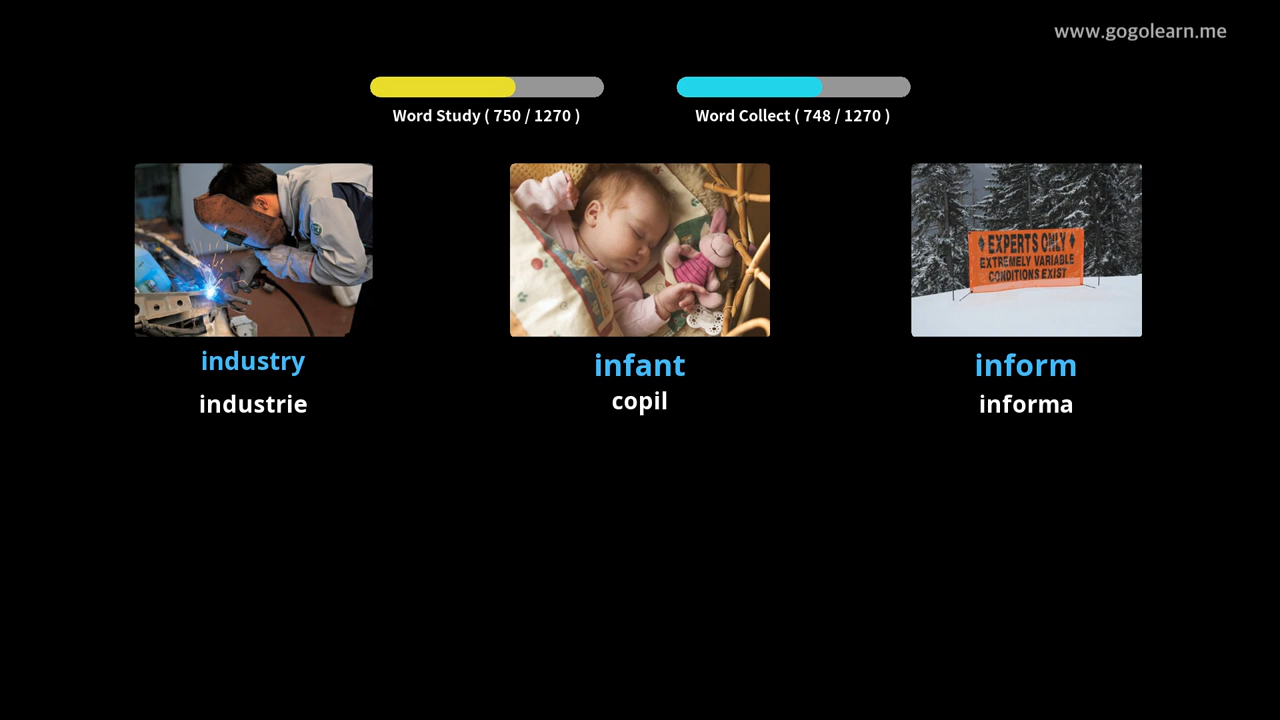 www.gogolearn.me
Word Study ( 750 / 1270 )
Word Collect ( 748 / 1270 )
EXPERTS ONLY
EXTREMELY VARIABLE
CONDITIONS EXIST
industry
infant
inform
industrie
copil
informa